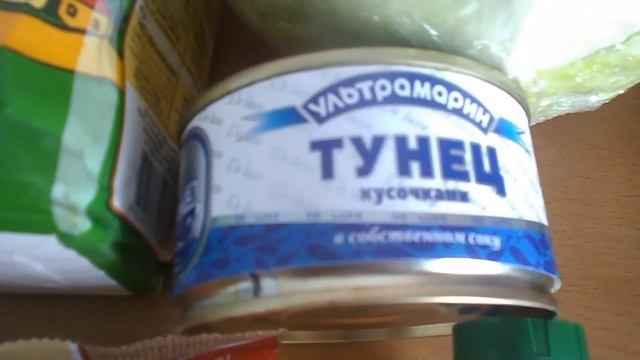 УЛЬТРАМАРИН
ТУНЕЦ
кусочками
в собственном соку